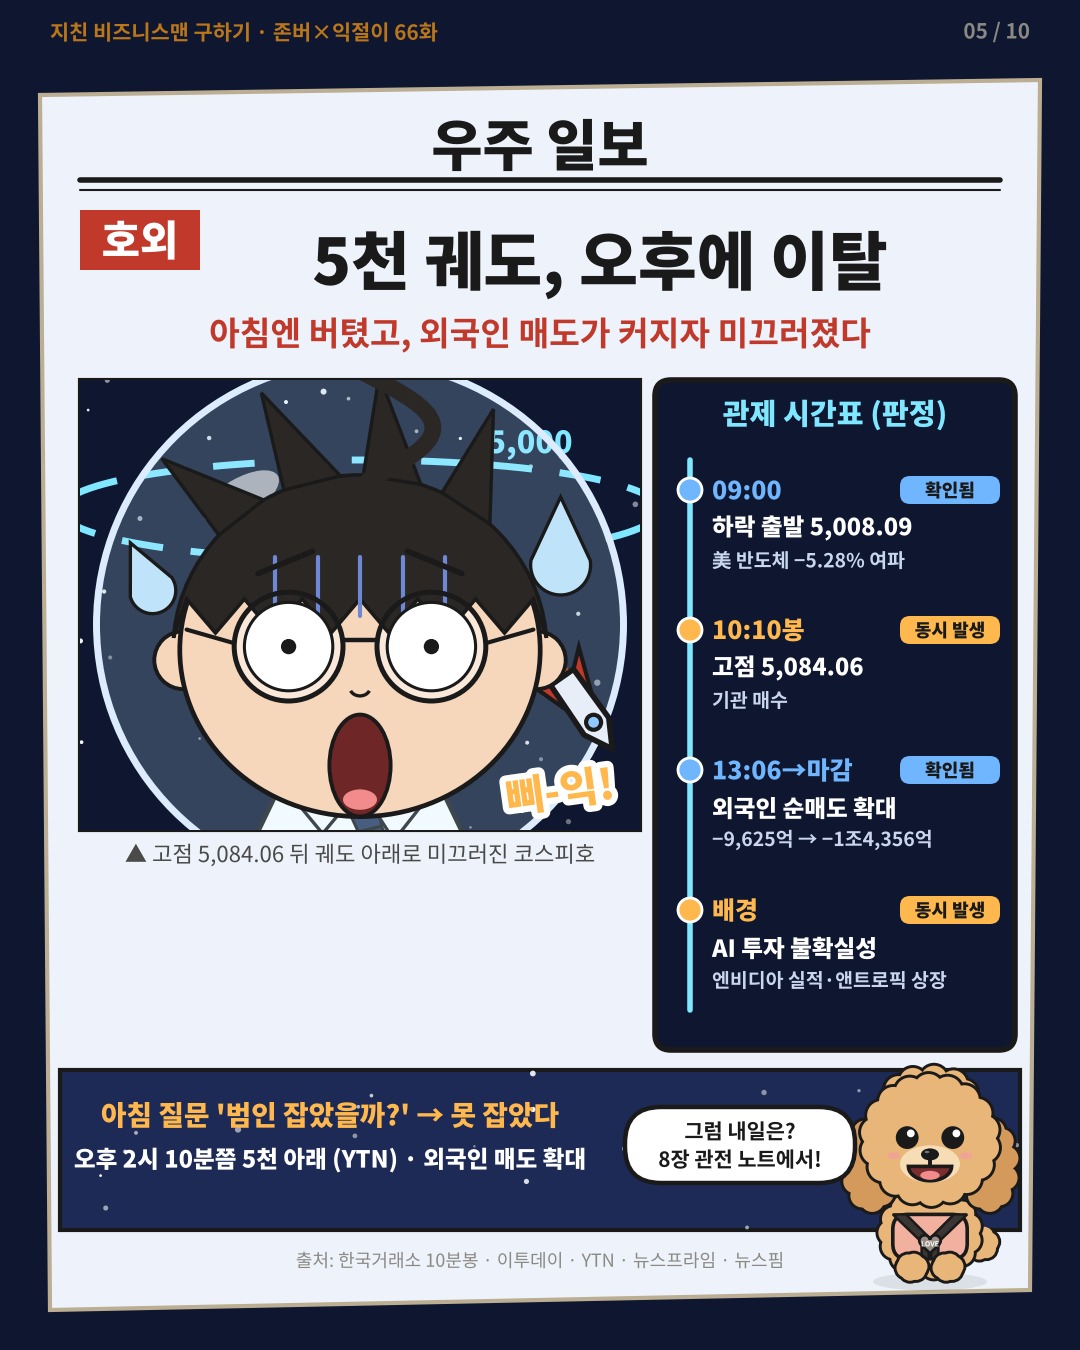 지친 비즈니스맨 구하기 · 존버×익절이 66화
05 / 10
우주 일보
호외
5천 궤도, 오후에 이탈
아침엔 버텼고, 외국인 매도가 커지자 미끄러졌다
5,000
삐-익!
▲ 고점 5,084.06 뒤 궤도 아래로 미끄러진 코스피호
관제 시간표 (판정)
09:00 확인됨
하락 출발 5,008.09
美 반도체 −5.28% 여파
10:10봉 동시 발생
고점 5,084.06
기관 매수
13:06→마감 확인됨
외국인 순매도 확대
−9,625억 → −1조4,356억
배경 동시 발생
AI 투자 불확실성
엔비디아 실적·앤트로픽 상장
아침 질문 '범인 잡았을까?' → 못 잡았다
오후 2시 10분쯤 5천 아래 (YTN) · 외국인 매도 확대
그럼 내일은?
8장 관전 노트에서!
LOVE
출처: 한국거래소 10분봉 · 이투데이 · YTN · 뉴스프라임 · 뉴스핌